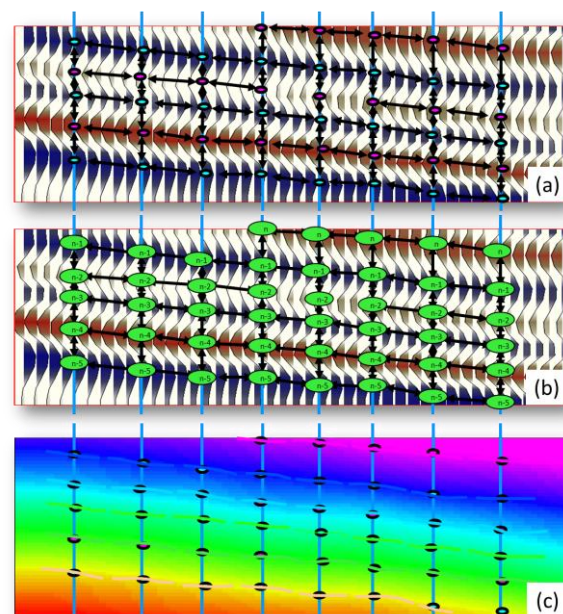 (a)
n n n n n
n-1 n-1 n-1 n-1 n-1 n-1 n-1 n-1
n-2 n-2 n-2 n-2 n-2 n-2 n-2 n-2
n-3 n-3 n-3 n-3 n-3 n-3 n-3 n-3
n-4 n-4 n-4 n-4 n-4 n-4 n-4 n-4
n-5 n-5 n-5 n-5 n-5 n-5 n-5 n-5
(b)
(c)